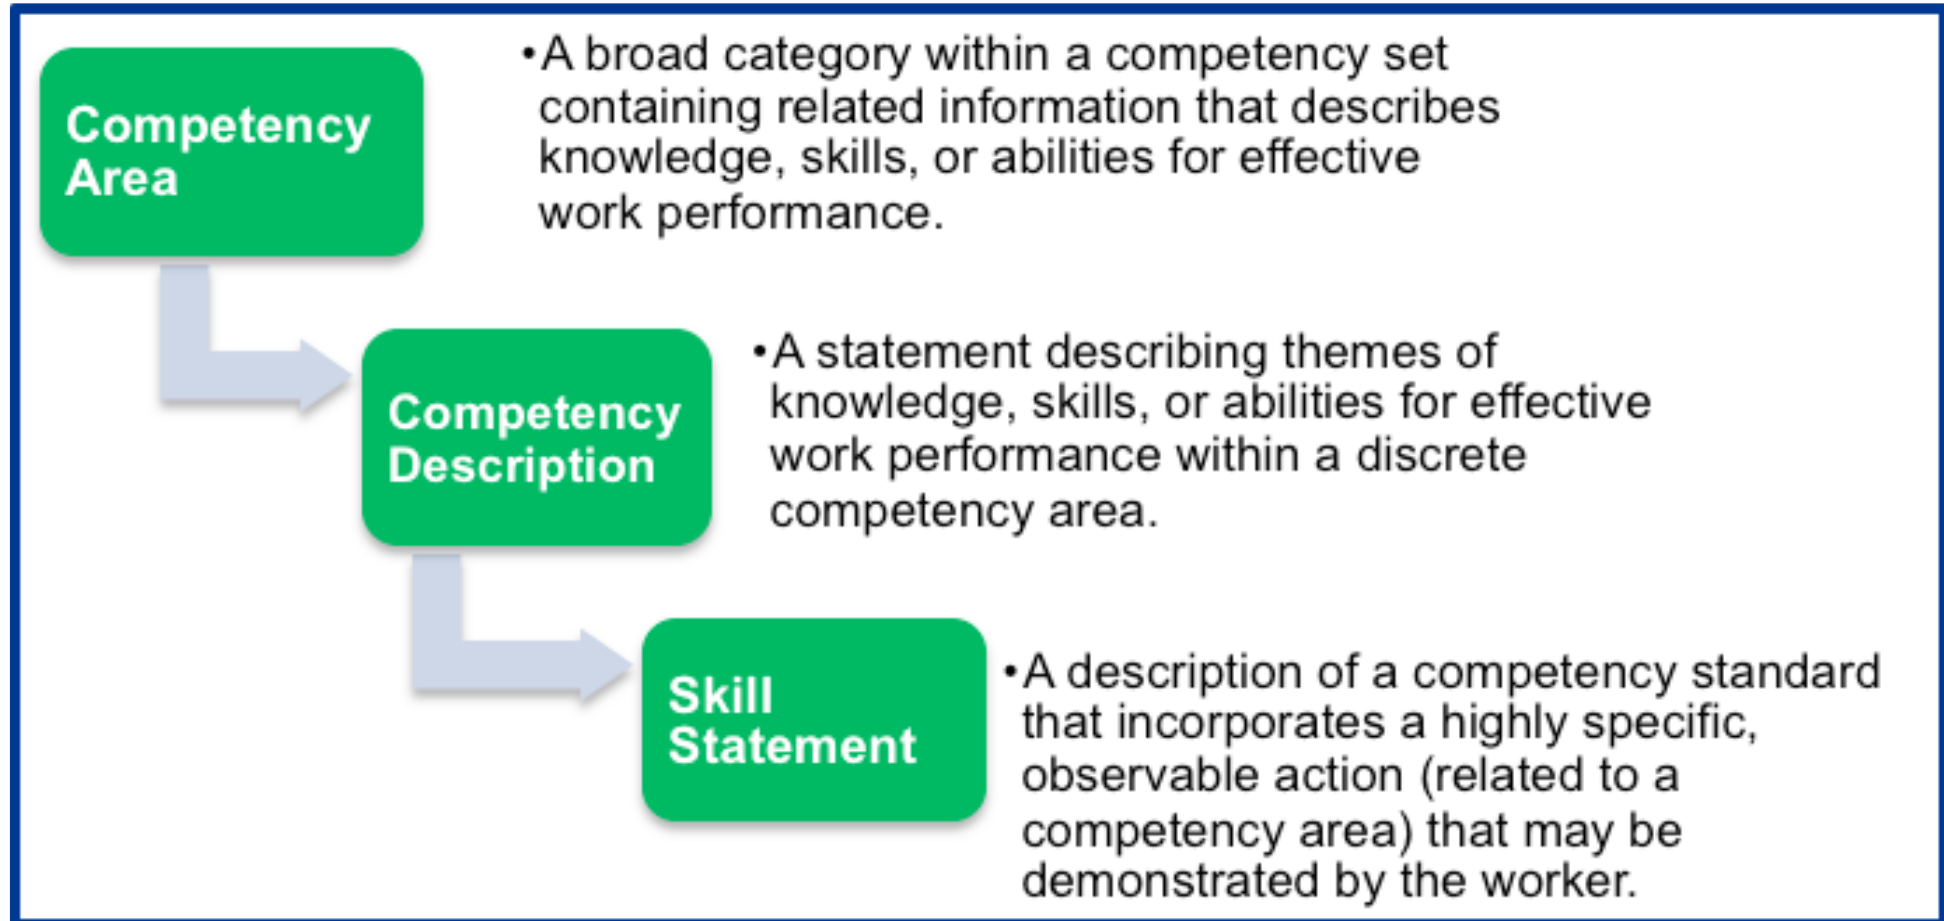 Competency
Area
•A broad category within a competency set
containing related information that describes
knowledge, skills, or abilities for effective
work performance.
Competency
Description
•A statement describing themes of
knowledge, skills, or abilities for effective
work performance within a discrete
competency area.
Skill
Statement
•A description of a competency standard
that incorporates a highly specific,
observable action (related to a
competency area) that may be
demonstrated by the worker.